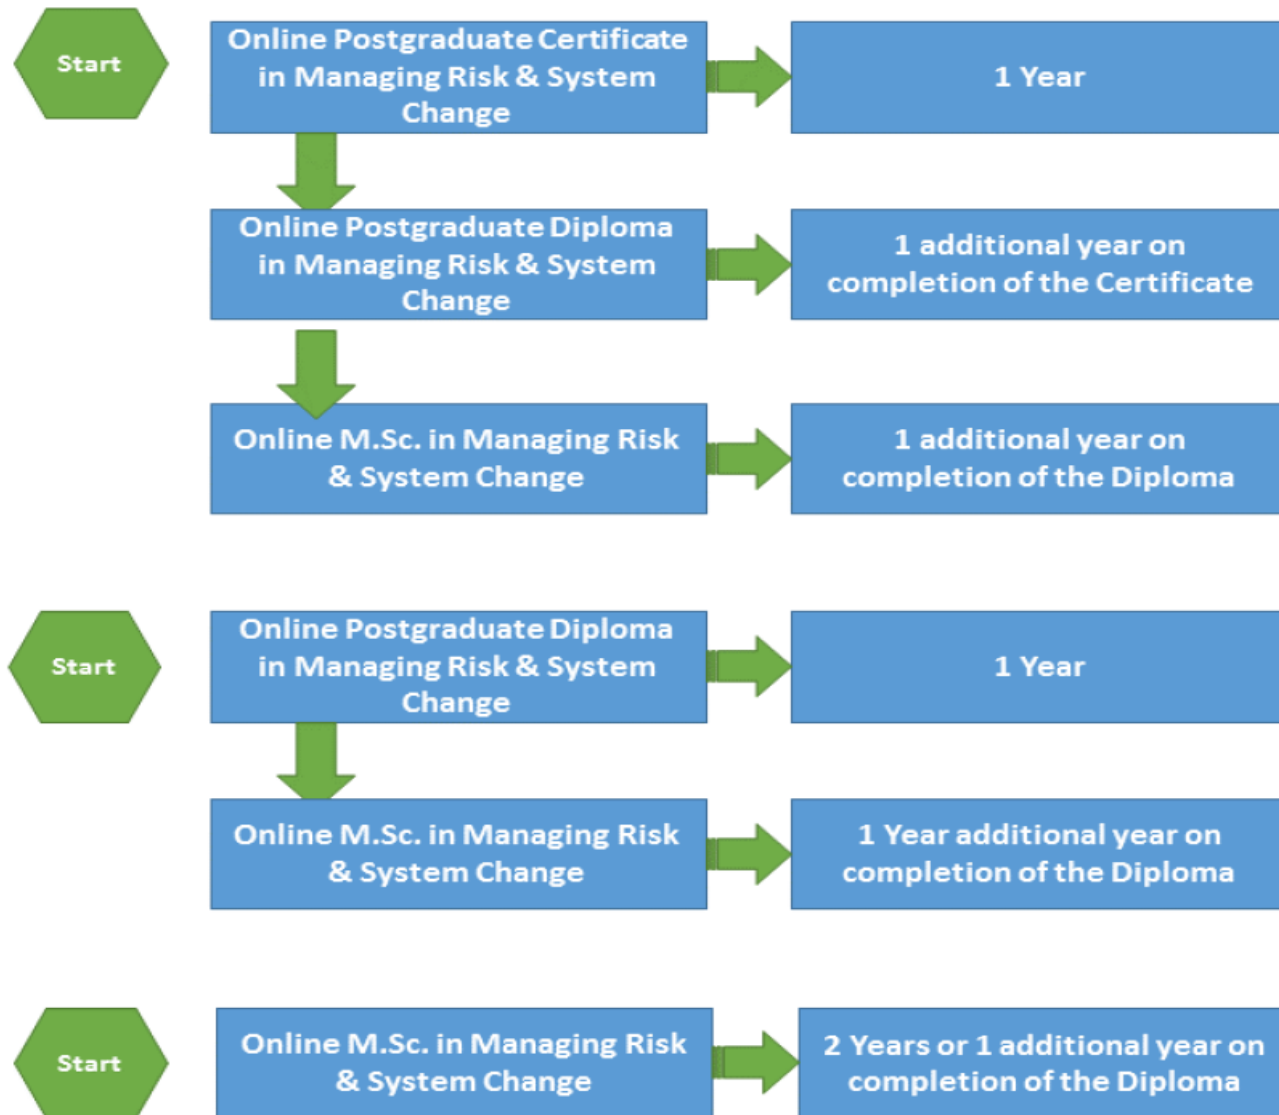 Start
Online Postgraduate Certificate
in Managing Risk & System
Change
1 Year
Online Postgraduate Diploma
in Managing Risk & System
Change
1 additional year on
completion of the Certificate
Online M.Sc. in Managing Risk
& System Change
1 additional year on
completion of the Diploma
Start
Online Postgraduate Diploma
in Managing Risk & System
Change
1 Year
Online M.Sc. in Managing Risk
& System Change
1 Year additional year on
completion of the Diploma
Start
Online M.Sc. in Managing Risk
& System Change
2 Years or 1 additional year on
completion of the Diploma